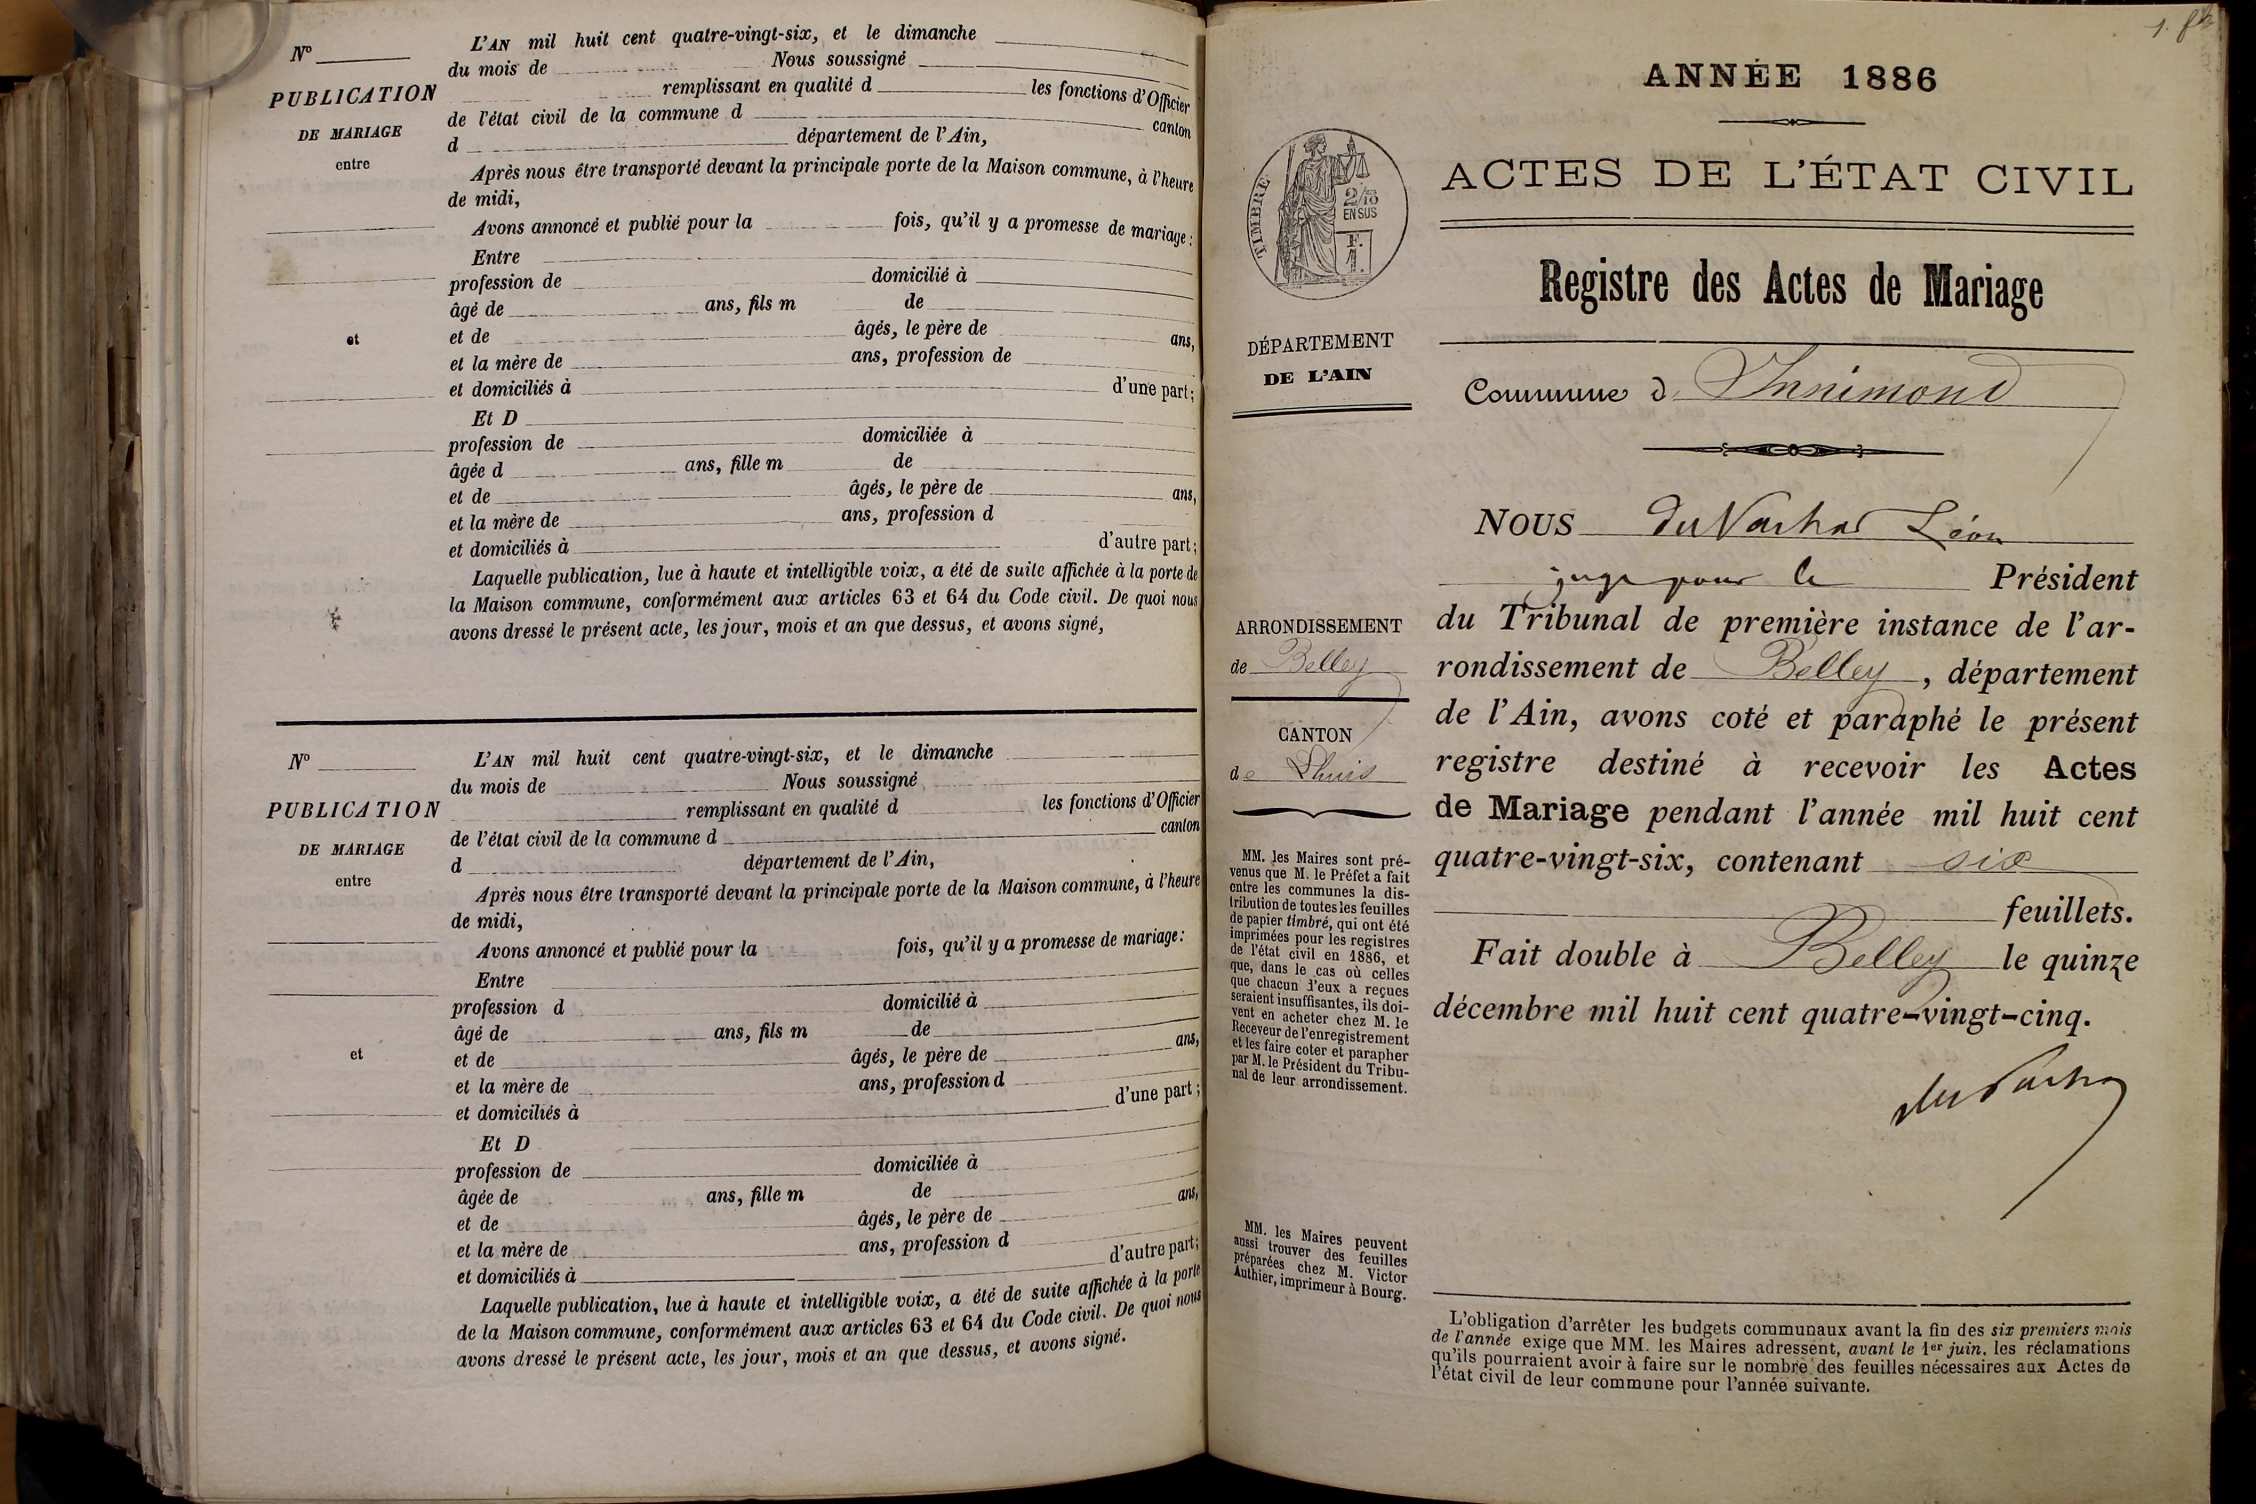 N°
PUBLICATION
DE MARIAGE
entre
et
L'AN mil huit cent quatre-vingt-six, et le dimanche
du mois de Nous soussigné
remplissant en qualité d les fonctions d'Officier
de l'état civil de la commune d canton
d département de l'Ain,
Après nous être transporté devant la principale porte de la Maison commune, à l'heure
de midi,
Avons annoncé et publié pour la fois, qu'il y a promesse de mariage :
Entre
profession de domicilié à
âgé de ans, fils m de
et de âgés, le père de ans,
et la mère de ans, profession de
et domiciliés à d'une part ;
Et D
profession de domiciliée à
âgée d ans, fille m de
et de âgés, le père de ans,
et la mère de ans, profession d
et domiciliés à d'autre part ;
Laquelle publication, lue à haute et intelligible voix, a été de suite affichée à la porte de
la Maison commune, conformément aux articles 63 et 64 du Code civil. De quoi nous
avons dressé le présent acte, les jour, mois et an que dessus, et avons signé,
N°
PUBLICATION
DE MARIAGE
entre
et
L'AN mil huit cent quatre-vingt-six, et le dimanche
du mois de Nous soussigné
remplissant en qualité d les fonctions d'Officier
de l'état civil de la commune d canton
d département de l'Ain,
Après nous être transporté devant la principale porte de la Maison commune, à l'heure
de midi,
Avons annoncé et publié pour la fois, qu'il y a promesse de mariage :
Entre
profession d domicilié à
âgé de ans, fils m de
et de âgés, le père de ans,
et la mère de ans, profession d
et domiciliés à d'une part ;
Et D
profession de domiciliée à
âgée de ans, fille m de
et de âgés, le père de ans,
et la mère de ans, profession d
et domiciliés à d'autre part ;
Laquelle publication, lue à haute et intelligible voix, a été de suite affichée à la porte
de la Maison commune, conformément aux articles 63 et 64 du Code civil. De quoi nous
avons dressé le présent acte, les jour, mois et an que dessus, et avons signé.
TIMBRE
2/10
EN SUS
F.
1.
DÉPARTEMENT
DE L'AIN
ARRONDISSEMENT
de Belley
CANTON
de Lhuis
MM. les Maires sont pré-
venus que M. le Préfet a fait
entre les communes la dis-
tribution de toutes les feuilles
de papier timbré, qui ont été
imprimées pour les registres
de l'état civil en 1886, et
que, dans le cas où celles
que chacun d'eux a reçues
seraient insuffisantes, ils doi-
vent en acheter chez M. le
Receveur de l'enregistrement
et les faire coter et parapher
par M. le Président du Tribu-
nal de leur arrondissement.
MM. les Maires peuvent
aussi trouver des feuilles
préparées chez M. Victor
Authier, imprimeur à Bourg.
ANNÉE 1886
ACTES DE L'ÉTAT CIVIL
Registre des Actes de Mariage
Commune d' Innimond
NOUS Léon
juge pour le Président
du Tribunal de première instance de l'ar-
rondissement de Belley, département
de l'Ain, avons coté et paraphé le présent
registre destiné à recevoir les Actes
de Mariage pendant l'année mil huit cent
quatre-vingt-six, contenant six
feuillets.
Fait double à Belley le quinze
décembre mil huit cent quatre-vingt-cinq.
L'obligation d'arrêter les budgets communaux avant la fin des six premiers mois
de l'année exige que MM. les Maires adressent, avant le 1er juin, les réclamations
qu'ils pourraient avoir à faire sur le nombre des feuilles nécessaires aux Actes de
l'état civil de leur commune pour l'année suivante.